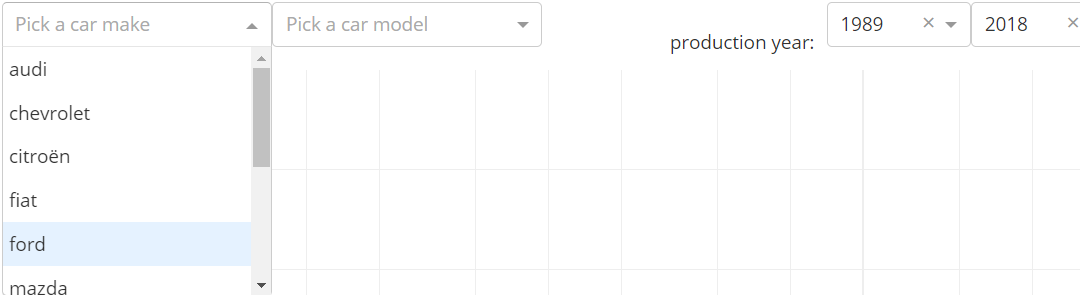 Pick a car make
Pick a car model
production year:
1989
2018
audi
chevrolet
citroën
fiat
ford
mazda